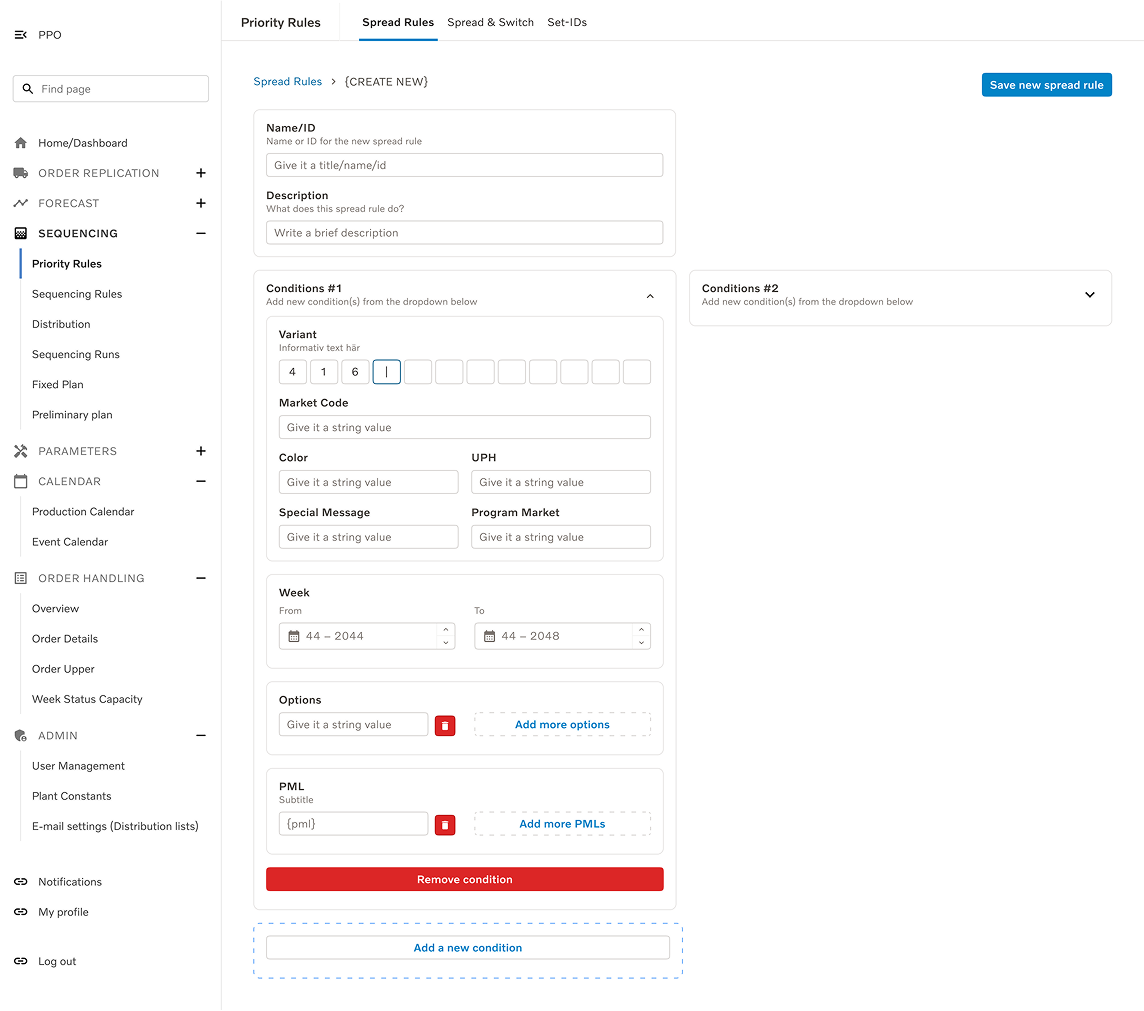 PPO
Find page
Home/Dashboard
ORDER REPLICATION
FORECAST
SEQUENCING
Priority Rules
Sequencing Rules
Distribution
Sequencing Runs
Fixed Plan
Preliminary plan
PARAMETERS
CALENDAR
Production Calendar
Event Calendar
ORDER HANDLING
Overview
Order Details
Order Upper
Week Status Capacity
ADMIN
User Management
Plant Constants
E-mail settings (Distribution lists)
Notifications
My profile
Log out
Priority Rules Spread Rules Spread & Switch Set-IDs
Spread Rules > {CREATE NEW}
Save new spread rule
Name/ID
Name or ID for the new spread rule
Give it a title/name/id
Description
What does this spread rule do?
Write a brief description
Conditions #1
Add new condition(s) from the dropdown below
Variant
Informativ text här
4 1 6
Market Code
Give it a string value
Color UPH
Give it a string value Give it a string value
Special Message Program Market
Give it a string value Give it a string value
Week
From To
44 – 2044 44 – 2048
Options
Give it a string value Add more options
PML
Subtitle
{pml} Add more PMLs
Remove condition
Add a new condition
Conditions #2
Add new condition(s) from the dropdown below